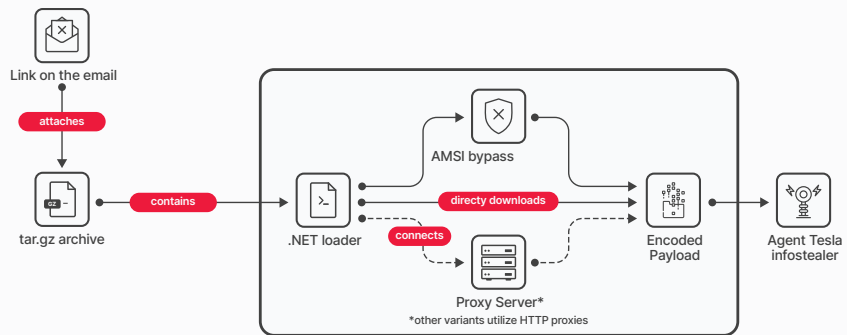 Link on the email
attaches
GZ
tar.gz archive
contains
.NET loader
AMSI bypass
directy downloads
connects
Proxy Server*
*other variants utilize HTTP proxies
Encoded
Payload
Agent Tesla
infostealer